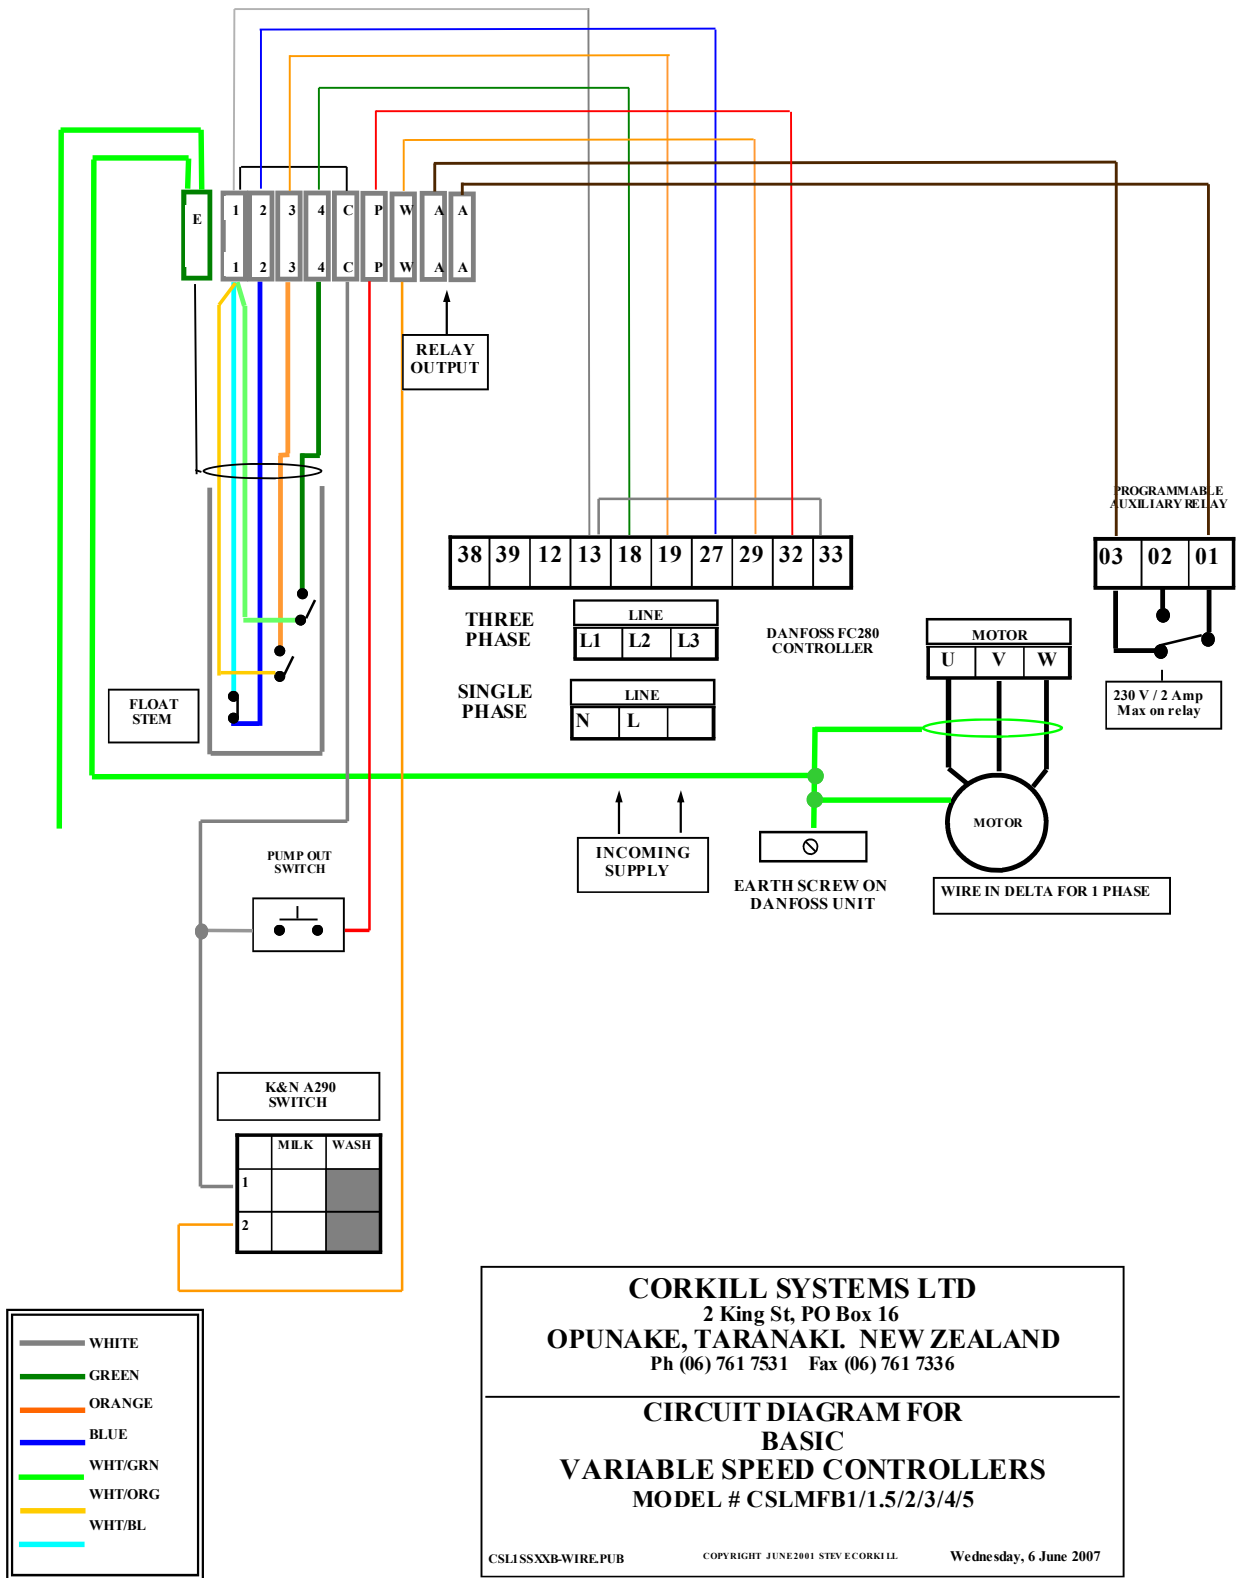 E 1 2 3 4 C P W A A
1 2 3 4 C P W A A
RELAY
OUTPUT
PROGRAMMABLE
AUXILIARY RELAY
38 39 12 13 18 19 27 29 32 33
03 02 01
THREE
PHASE
LINE
L1 L2 L3
DANFOSS FC280
CONTROLLER
MOTOR
U V W
SINGLE
PHASE
LINE
N L
230 V / 2 Amp
Max on relay
FLOAT
STEM
MOTOR
INCOMING
SUPPLY
PUMP OUT
SWITCH
EARTH SCREW ON
DANFOSS UNIT
WIRE IN DELTA FOR 1 PHASE
K&N A290
SWITCH
MILK WASH
1
2
CORKILL SYSTEMS LTD
2 King St, PO Box 16
OPUNAKE, TARANAKI. NEW ZEALAND
Ph (06) 761 7531 Fax (06) 761 7336
WHITE
GREEN
ORANGE
BLUE
WHT/GRN
WHT/ORG
WHT/BL
CIRCUIT DIAGRAM FOR
BASIC
VARIABLE SPEED CONTROLLERS
MODEL # CSLMFB1/1.5/2/3/4/5
CSL1SSXXB-WIRE.PUB COPYRIGHT JUNE 2001 STEVE CORKILL Wednesday, 6 June 2007